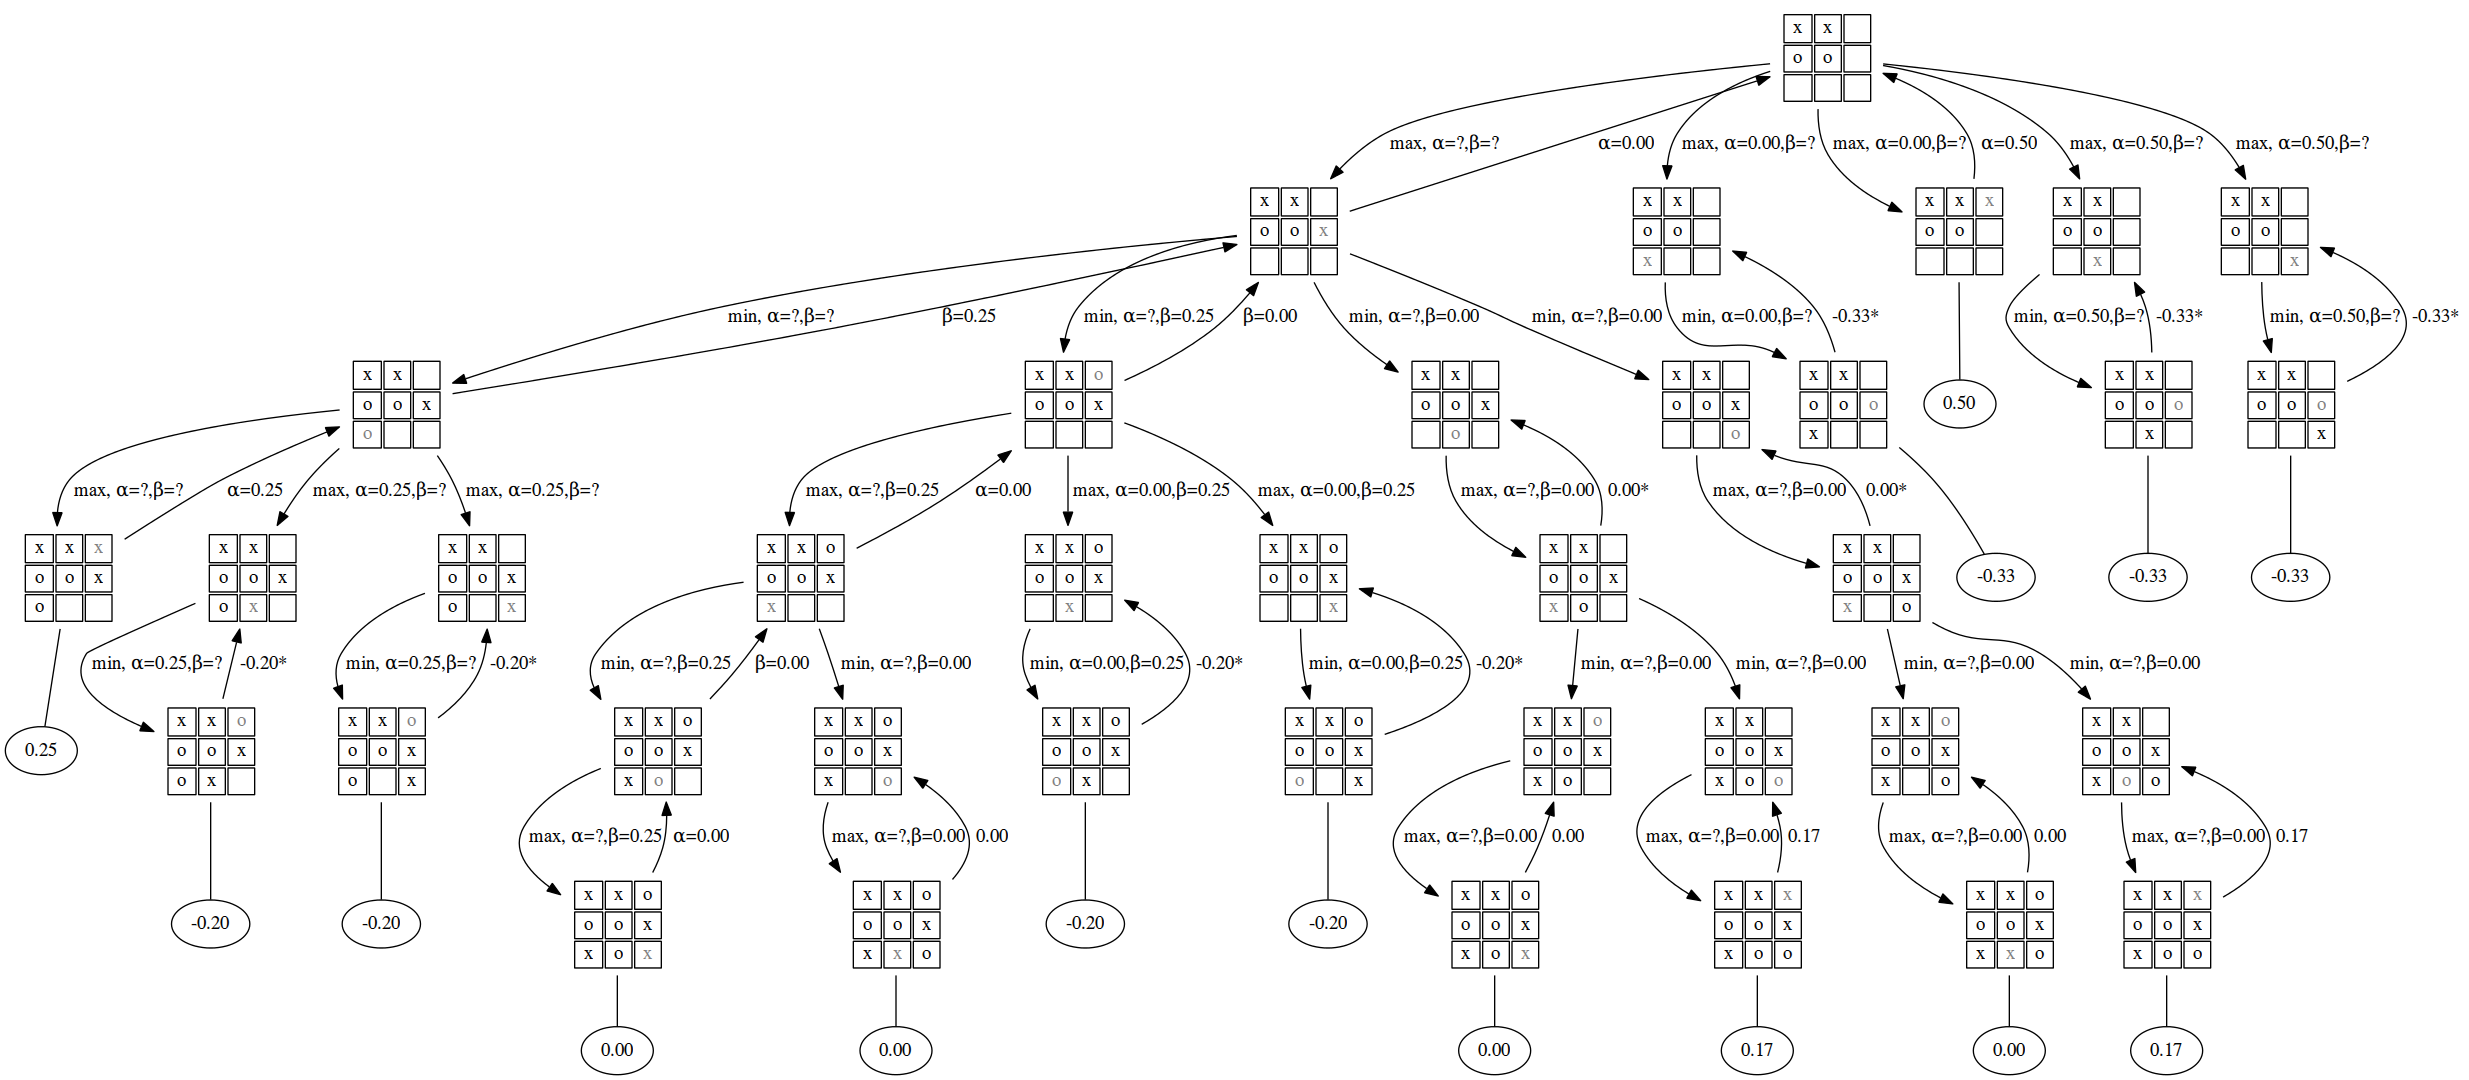 x x
o o
max, α=?,β=? α=0.00 max, α=0.00,β=? max, α=0.00,β=? α=0.50 max, α=0.50,β=? max, α=0.50,β=?
x x x x x x x x x x x
o o x o o o o o o o o
x x x
min, α=?,β=? β=0.25 min, α=?,β=0.25 β=0.00 min, α=?,β=0.00 min, α=?,β=0.00 min, α=0.00,β=? -0.33* min, α=0.50,β=? -0.33* min, α=0.50,β=? -0.33*
x x x x o x x x x x x x x x x
o o x o o x o o x o o x o o o 0.50 o o o o o o
o o o x x x
max, α=?,β=? α=0.25 max, α=0.25,β=? max, α=0.25,β=? max, α=?,β=0.25 α=0.00 max, α=0.00,β=0.25 max, α=0.00,β=0.25 max, α=?,β=0.00 0.00* max, α=?,β=0.00 0.00*
x x x x x x x x x o x x o x x o x x x x
o o x o o x o o x o o x o o x o o x o o x o o x -0.33 -0.33 -0.33
o o x o x x x x x x
min, α=0.25,β=? -0.20* min, α=0.25,β=? -0.20* min, α=?,β=0.25 β=0.00 min, α=?,β=0.00 min, α=0.00,β=0.25 -0.20* min, α=0.00,β=0.25 -0.20* min, α=?,β=0.00 min, α=?,β=0.00 min, α=?,β=0.00 min, α=?,β=0.00
x x o x x o x x o x x o x x o x x o x x o x x x x o x x
0.25 o o x o o x o o x o o x o o x o o x o o x o o x o o x o o x
o x o x x o x o o x o x x o x o o x o x o o
max, α=?,β=0.25 α=0.00 max, α=?,β=0.00 0.00 max, α=?,β=0.00 0.00 max, α=?,β=0.00 0.17 max, α=?,β=0.00 0.00 max, α=?,β=0.00 0.17
x x o x x o x x o x x x x x o x x x
-0.20 -0.20 o o x o o x -0.20 -0.20 o o x o o x o o x o o x
x o x x x o x o x x o o x x o x o o
0.00 0.00 0.00 0.17 0.00 0.17